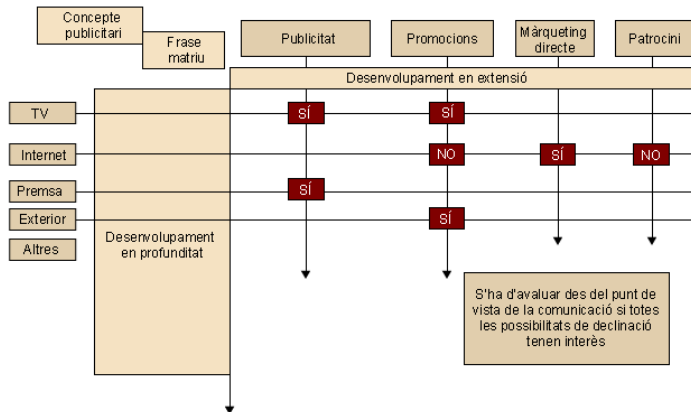 Concepte
publicitari
Frase
matriu
Publicitat
Promocions
Màrqueting
directe
Patrocini
Desenvolupament en extensió
TV
SÍ
SÍ
Internet
NO
SÍ
NO
Premsa
SÍ
Exterior
SÍ
Altres
Desenvolupament
en profunditat
S'ha d'avaluar des del punt de
vista de la comunicació si totes
les possibilitats de declinació
tenen interès